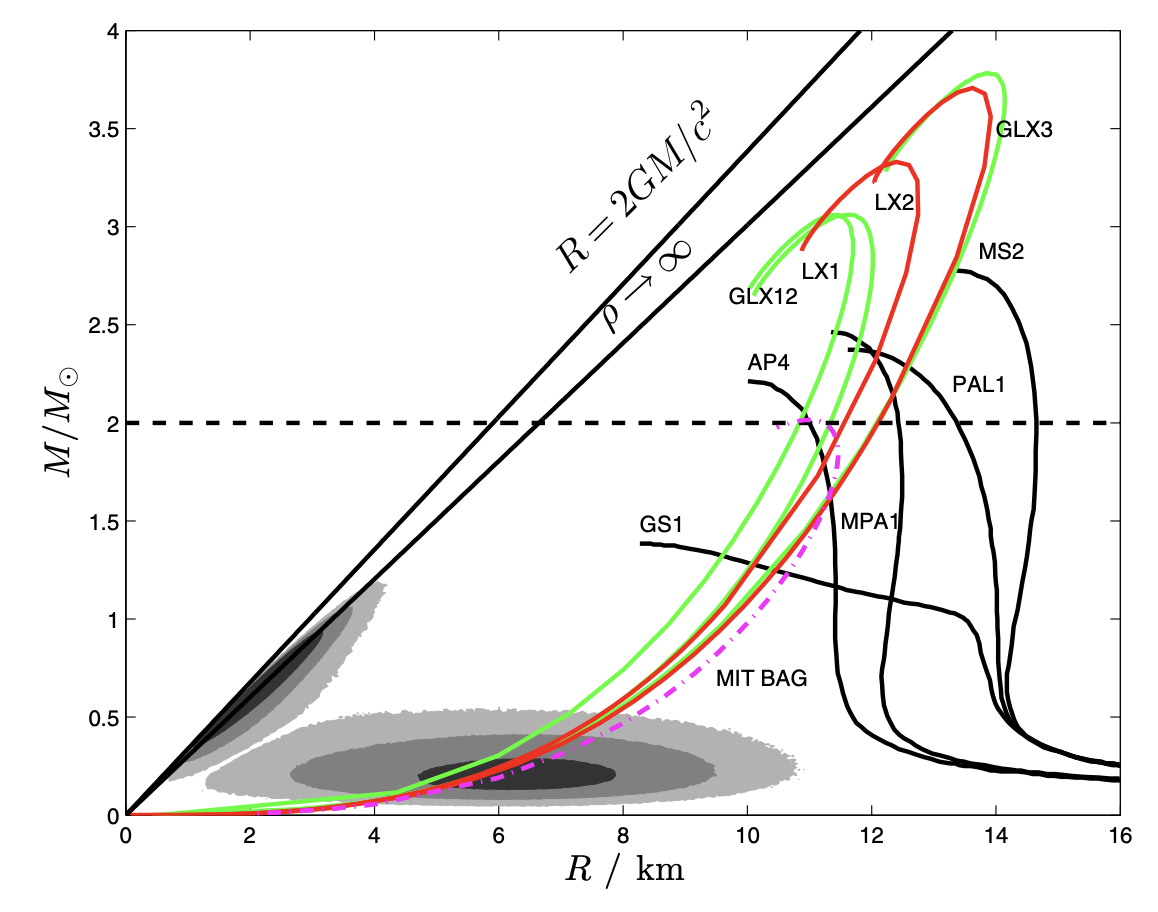 4
3.5
3
2.5
2
1.5
1
0.5
0
M/M☉
R = 2GM/c²
ρ → ∞
GLX3
LX2
MS2
LX1
GLX12
AP4
PAL1
GS1
MPA1
MIT BAG
0 2 4 6 8 10 12 14 16
R / km